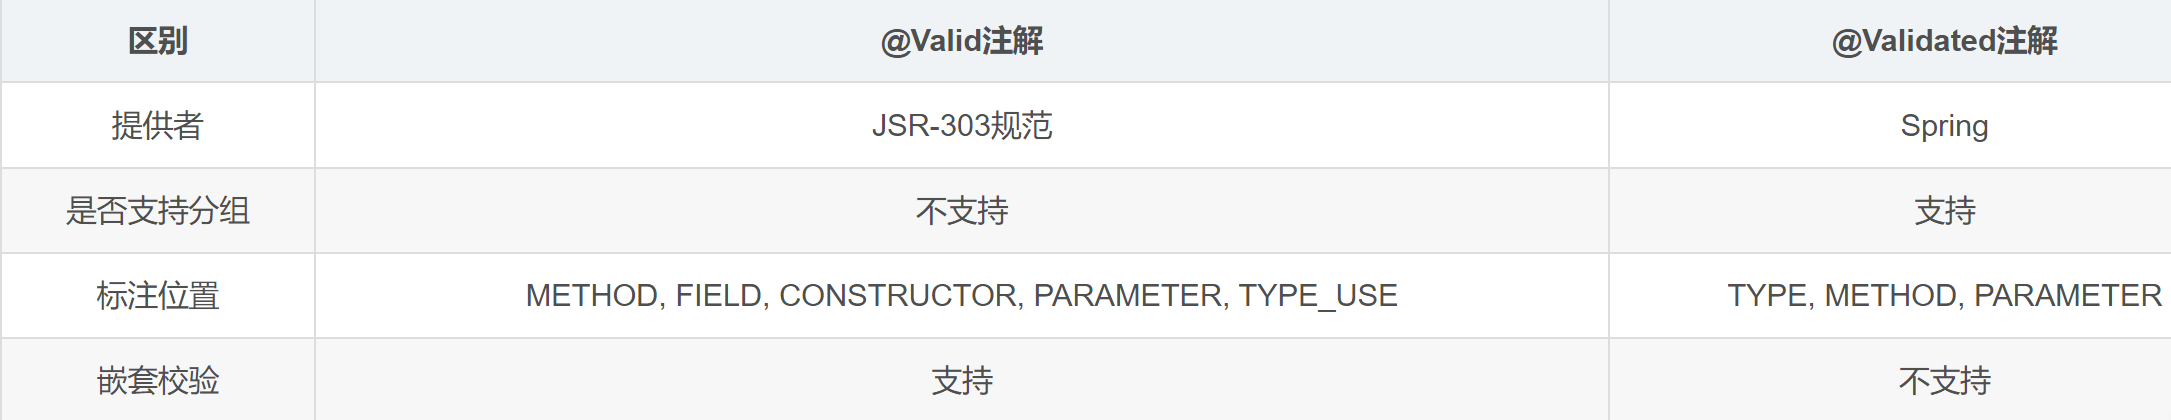 区别 @Valid注解 @Validated注解
提供者 JSR-303规范 Spring
是否支持分组 不支持 支持
标注位置 METHOD, FIELD, CONSTRUCTOR, PARAMETER, TYPE_USE TYPE, METHOD, PARAMETER
嵌套校验 支持 不支持